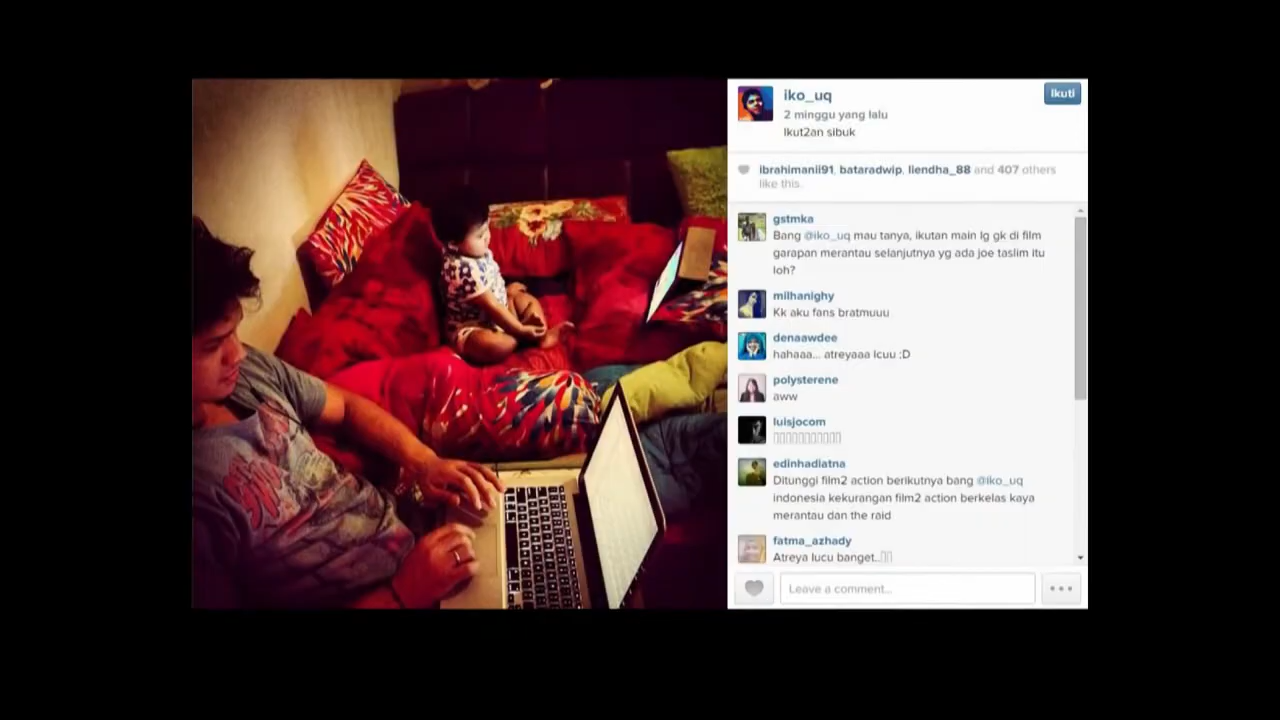 iko_uq
Ikuti
2 minggu yang lalu
Ikut2an sibuk
ibrahimanii91, bataradwip, liendha_88 and 407 others
like this.
gstmka
Bang @iko_uq mau tanya, ikutan main lg gk di film
garapan merantau selanjutnya yg ada joe taslim itu
loh?
milhanighy
Kk aku fans bratmuuu
denaawdee
hahaaa... atreyaaa lcuu ;D
polysterene
aww
luisjocom
edinhadiatna
Ditunggi film2 action berikutnya bang @iko_uq
indonesia kekurangan film2 action berkelas kaya
merantau dan the raid
fatma_azhady
Atreya lucu banget..
Leave a comment...